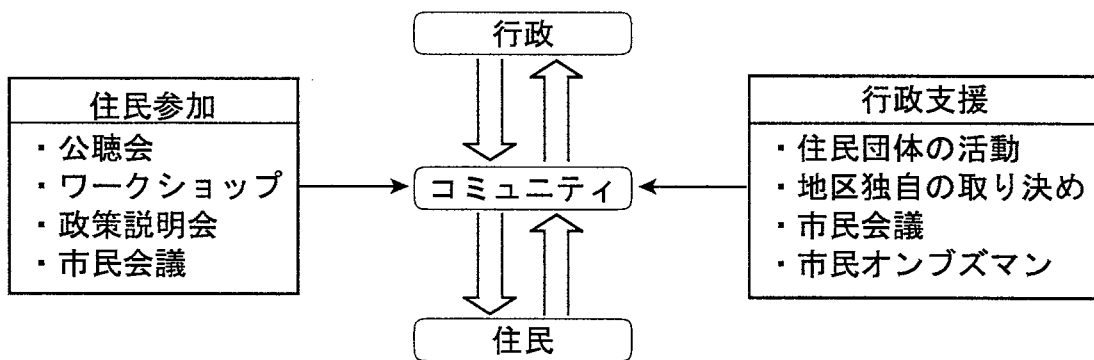 行政
住民参加
・公聴会
・ワークショップ
・政策説明会
・市民会議
コミュニティ
行政支援
・住民団体の活動
・地区独自の取り決め
・市民会議
・市民オンブズマン
住民